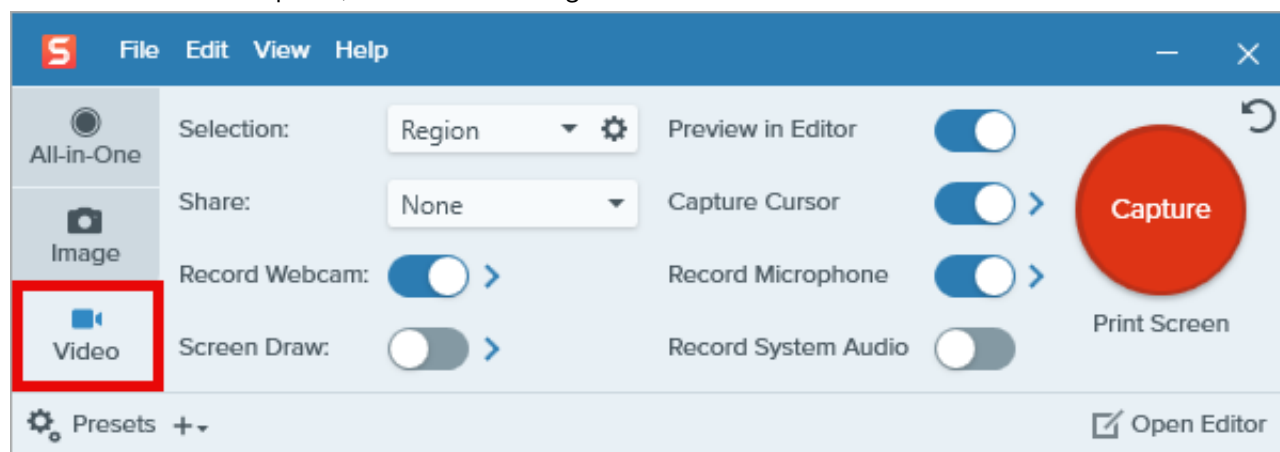 File Edit View Help
All-in-One
Image
Video
Selection: Region
Share: None
Record Webcam:
Screen Draw:
Preview in Editor
Capture Cursor
Record Microphone
Record System Audio
Capture
Print Screen
Presets
Open Editor